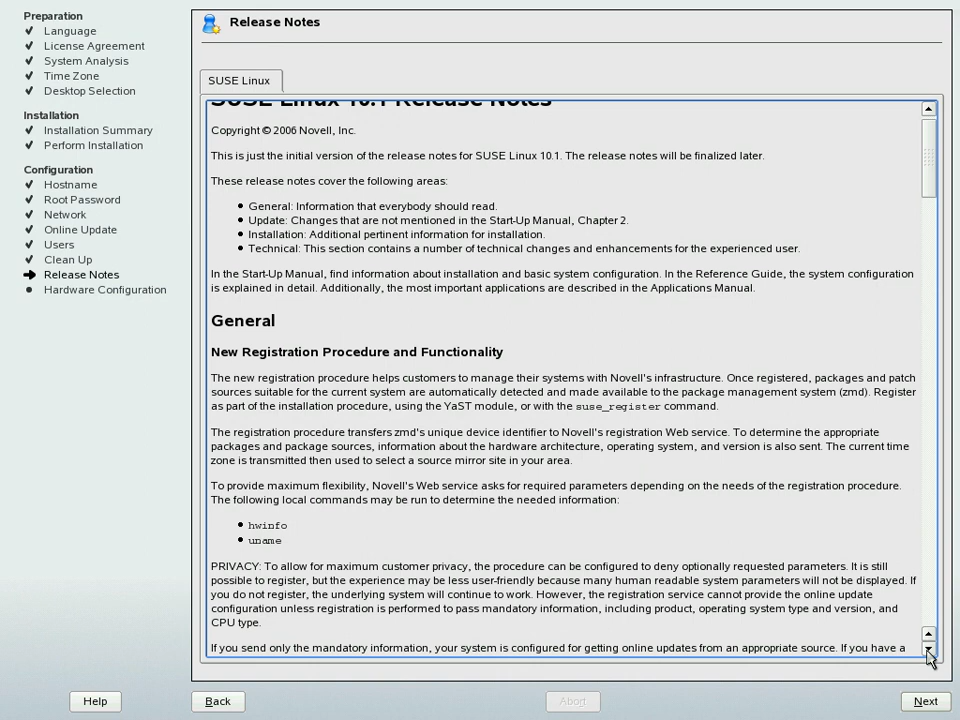 Preparation
Language
License Agreement
System Analysis
Time Zone
Desktop Selection
Installation
Installation Summary
Perform Installation
Configuration
Hostname
Root Password
Network
Online Update
Users
Clean Up
Release Notes
Hardware Configuration
Release Notes
SUSE Linux
SUSE Linux 10.1 Release Notes
Copyright © 2006 Novell, Inc.
This is just the initial version of the release notes for SUSE Linux 10.1. The release notes will be finalized later.
These release notes cover the following areas:
General: Information that everybody should read.
Update: Changes that are not mentioned in the Start-Up Manual, Chapter 2.
Installation: Additional pertinent information for installation.
Technical: This section contains a number of technical changes and enhancements for the experienced user.
In the Start-Up Manual, find information about installation and basic system configuration. In the Reference Guide, the system configuration
is explained in detail. Additionally, the most important applications are described in the Applications Manual.
General
New Registration Procedure and Functionality
The new registration procedure helps customers to manage their systems with Novell's infrastructure. Once registered, packages and patch
sources suitable for the current system are automatically detected and made available to the package management system (zmd). Register
as part of the installation procedure, using the YaST module, or with the suse_register command.
The registration procedure transfers zmd's unique device identifier to Novell's registration Web service. To determine the appropriate
packages and package sources, information about the hardware architecture, operating system, and version is also sent. The current time
zone is transmitted then used to select a source mirror site in your area.
To provide maximum flexibility, Novell's Web service asks for required parameters depending on the needs of the registration procedure.
The following local commands may be run to determine the needed information:
hwinfo
uname
PRIVACY: To allow for maximum customer privacy, the procedure can be configured to deny optionally requested parameters. It is still
possible to register, but the experience may be less user-friendly because many human readable system parameters will not be displayed. If
you do not register, the underlying system will continue to work. However, the registration service cannot provide the online update
configuration unless registration is performed to pass mandatory information, including product, operating system type and version, and
CPU type.
If you send only the mandatory information, your system is configured for getting online updates from an appropriate source. If you have a
Help
Back
Abort
Next